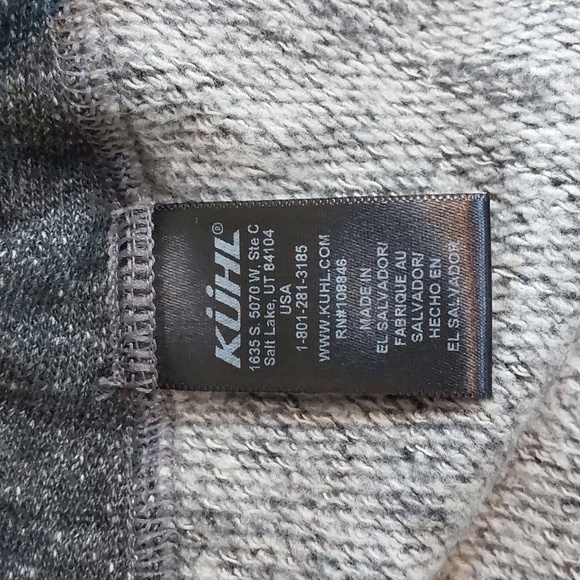 KÜHL®
1635 S. 5070 W, Ste C
Salt Lake, UT 84104
USA
1-801-281-3185
WWW.KUHL.COM
RN#108846
MADE IN
EL SALVADOR/
FABRIQUE AU
SALVADOR/
HECHO EN
EL SALVADOR